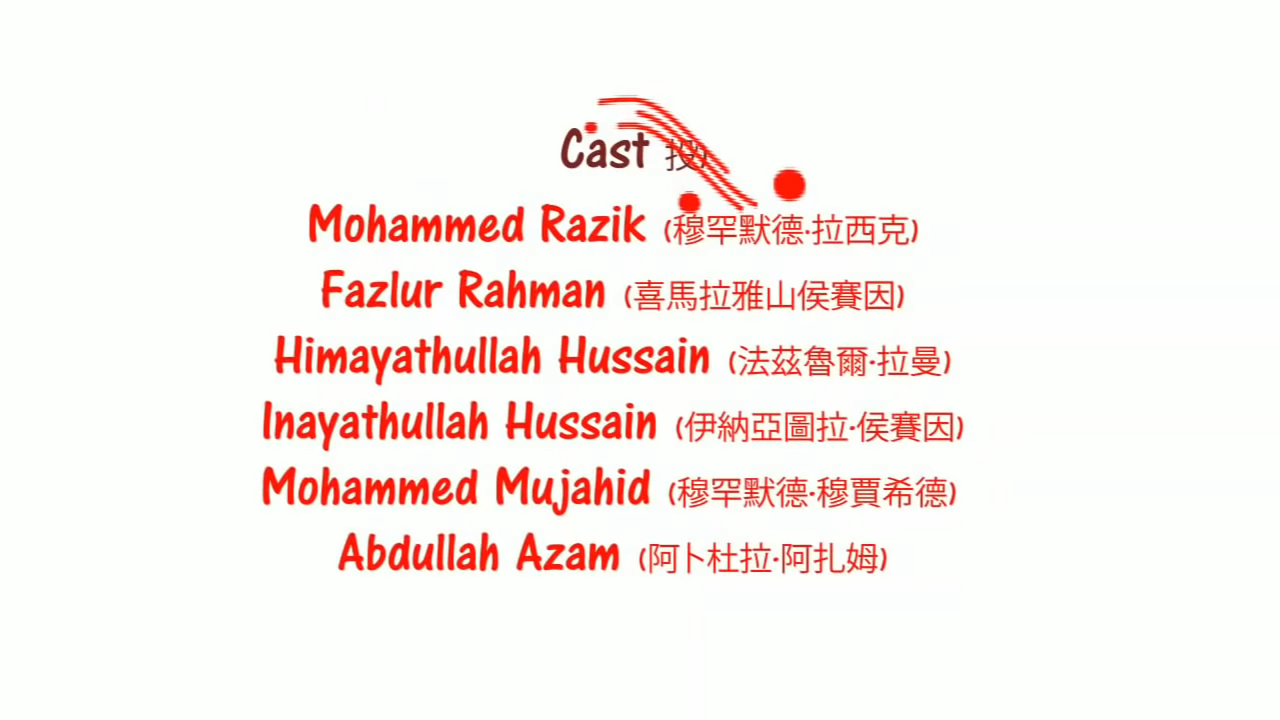 Cast 投)
Mohammed Razik (穆罕默德·拉西克)
Fazlur Rahman (喜馬拉雅山侯賽因)
Himayathullah Hussain (法茲魯爾·拉曼)
Inayathullah Hussain (伊納亞圖拉·侯賽因)
Mohammed Mujahid (穆罕默德·穆賈希德)
Abdullah Azam (阿卜杜拉·阿扎姆)